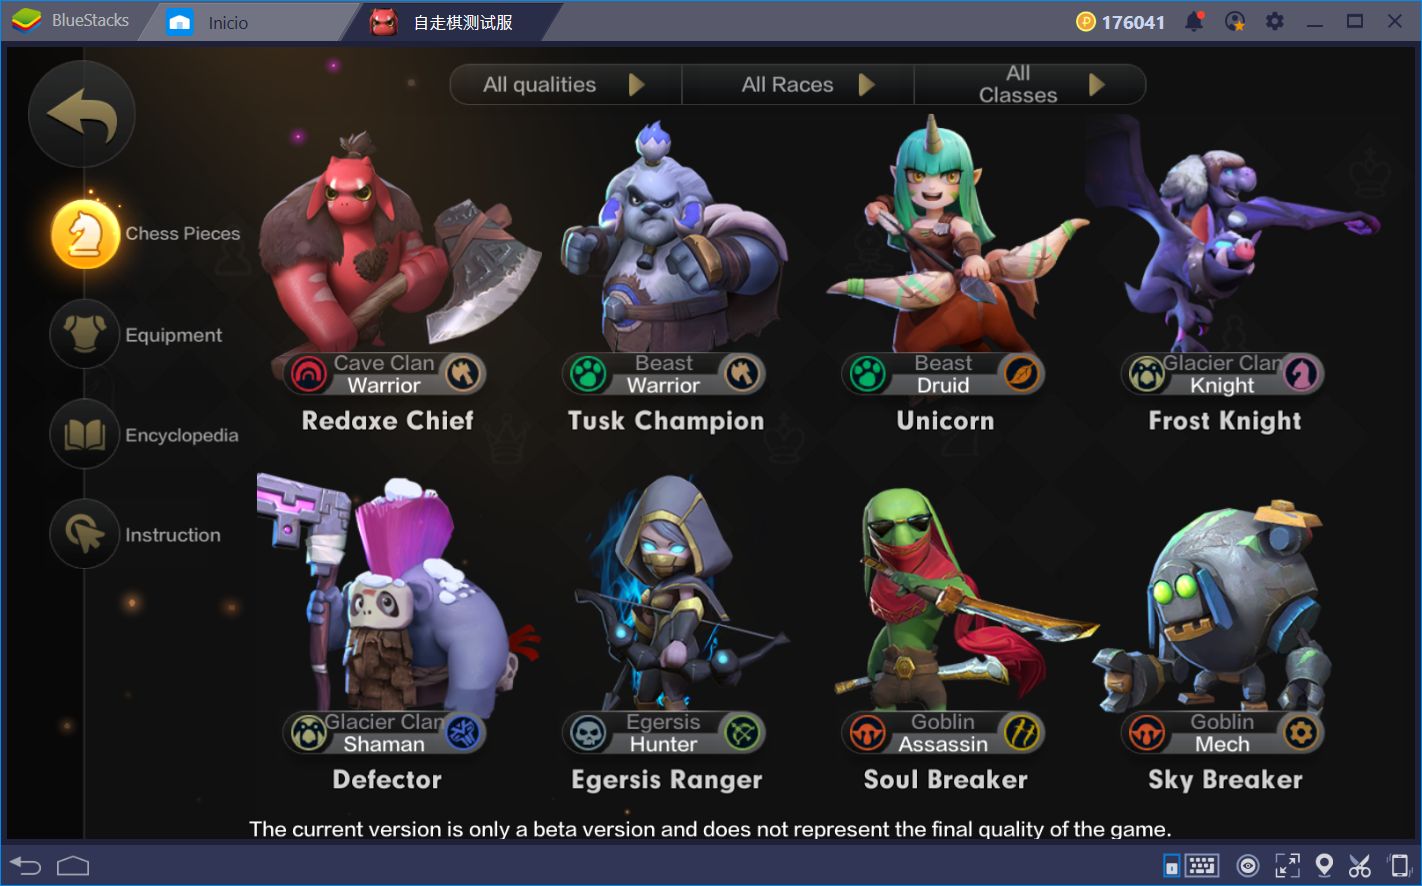 BlueStacks
Inicio
自走棋测试服
176041
All qualities
All Races
All
Classes
Chess Pieces
Equipment
Encyclopedia
Instruction
Cave Clan
Warrior
Redaxe Chief
Beast
Warrior
Tusk Champion
Beast
Druid
Unicorn
Glacier Clan
Knight
Frost Knight
Glacier Clan
Shaman
Defector
Egersis
Hunter
Egersis Ranger
Goblin
Assassin
Soul Breaker
Goblin
Mech
Sky Breaker
The current version is only a beta version and does not represent the final quality of the game.